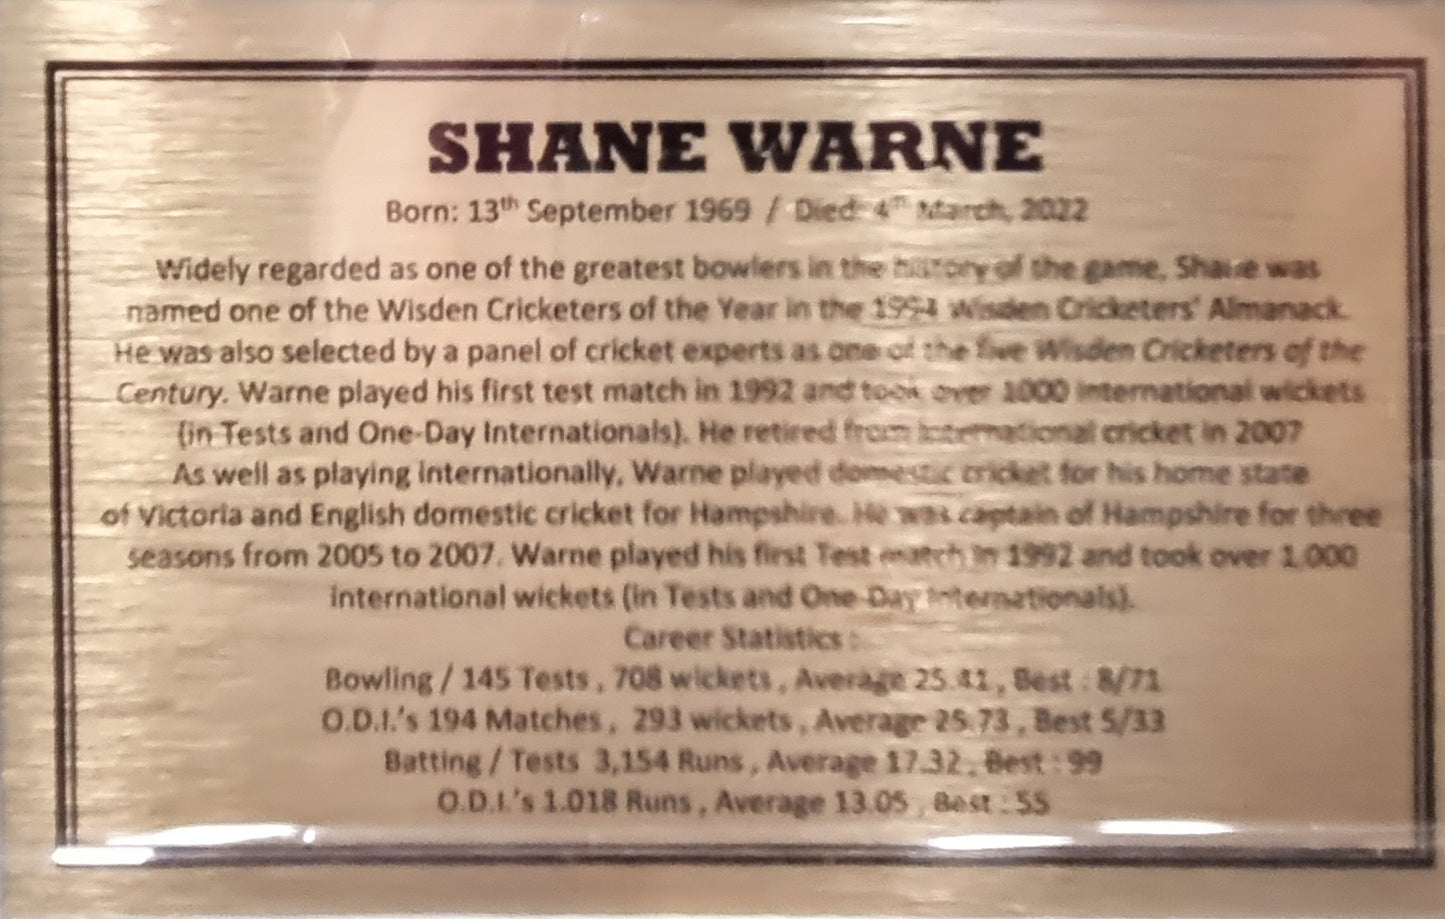 SHANE WARNE
Born: 13th September 1969 / Died: 4th March, 2022
Widely regarded as one of the greatest bowlers in the history of the game, Shane was
named one of the Wisden Cricketers of the Year in the 1994 Wisden Cricketers' Almanack.
He was also selected by a panel of cricket experts as one of the five Wisden Cricketers of the
Century. Warne played his first test match in 1992 and took over 1000 international wickets
(in Tests and One-Day Internationals). He retired from international cricket in 2007
As well as playing internationally, Warne played domestic cricket for his home state
of Victoria and English domestic cricket for Hampshire. He was captain of Hampshire for three
seasons from 2005 to 2007. Warne played his first Test match in 1992 and took over 1,000
international wickets (in Tests and One-Day Internationals).
Career Statistics :
Bowling / 145 Tests , 708 wickets , Average 25.41 , Best : 8/71
O.D.I.'s 194 Matches , 293 wickets , Average 25.73 , Best 5/33
Batting / Tests 3,154 Runs , Average 17.32 , Best : 99
O.D.I.'s 1.018 Runs , Average 13.05 , Best : 55